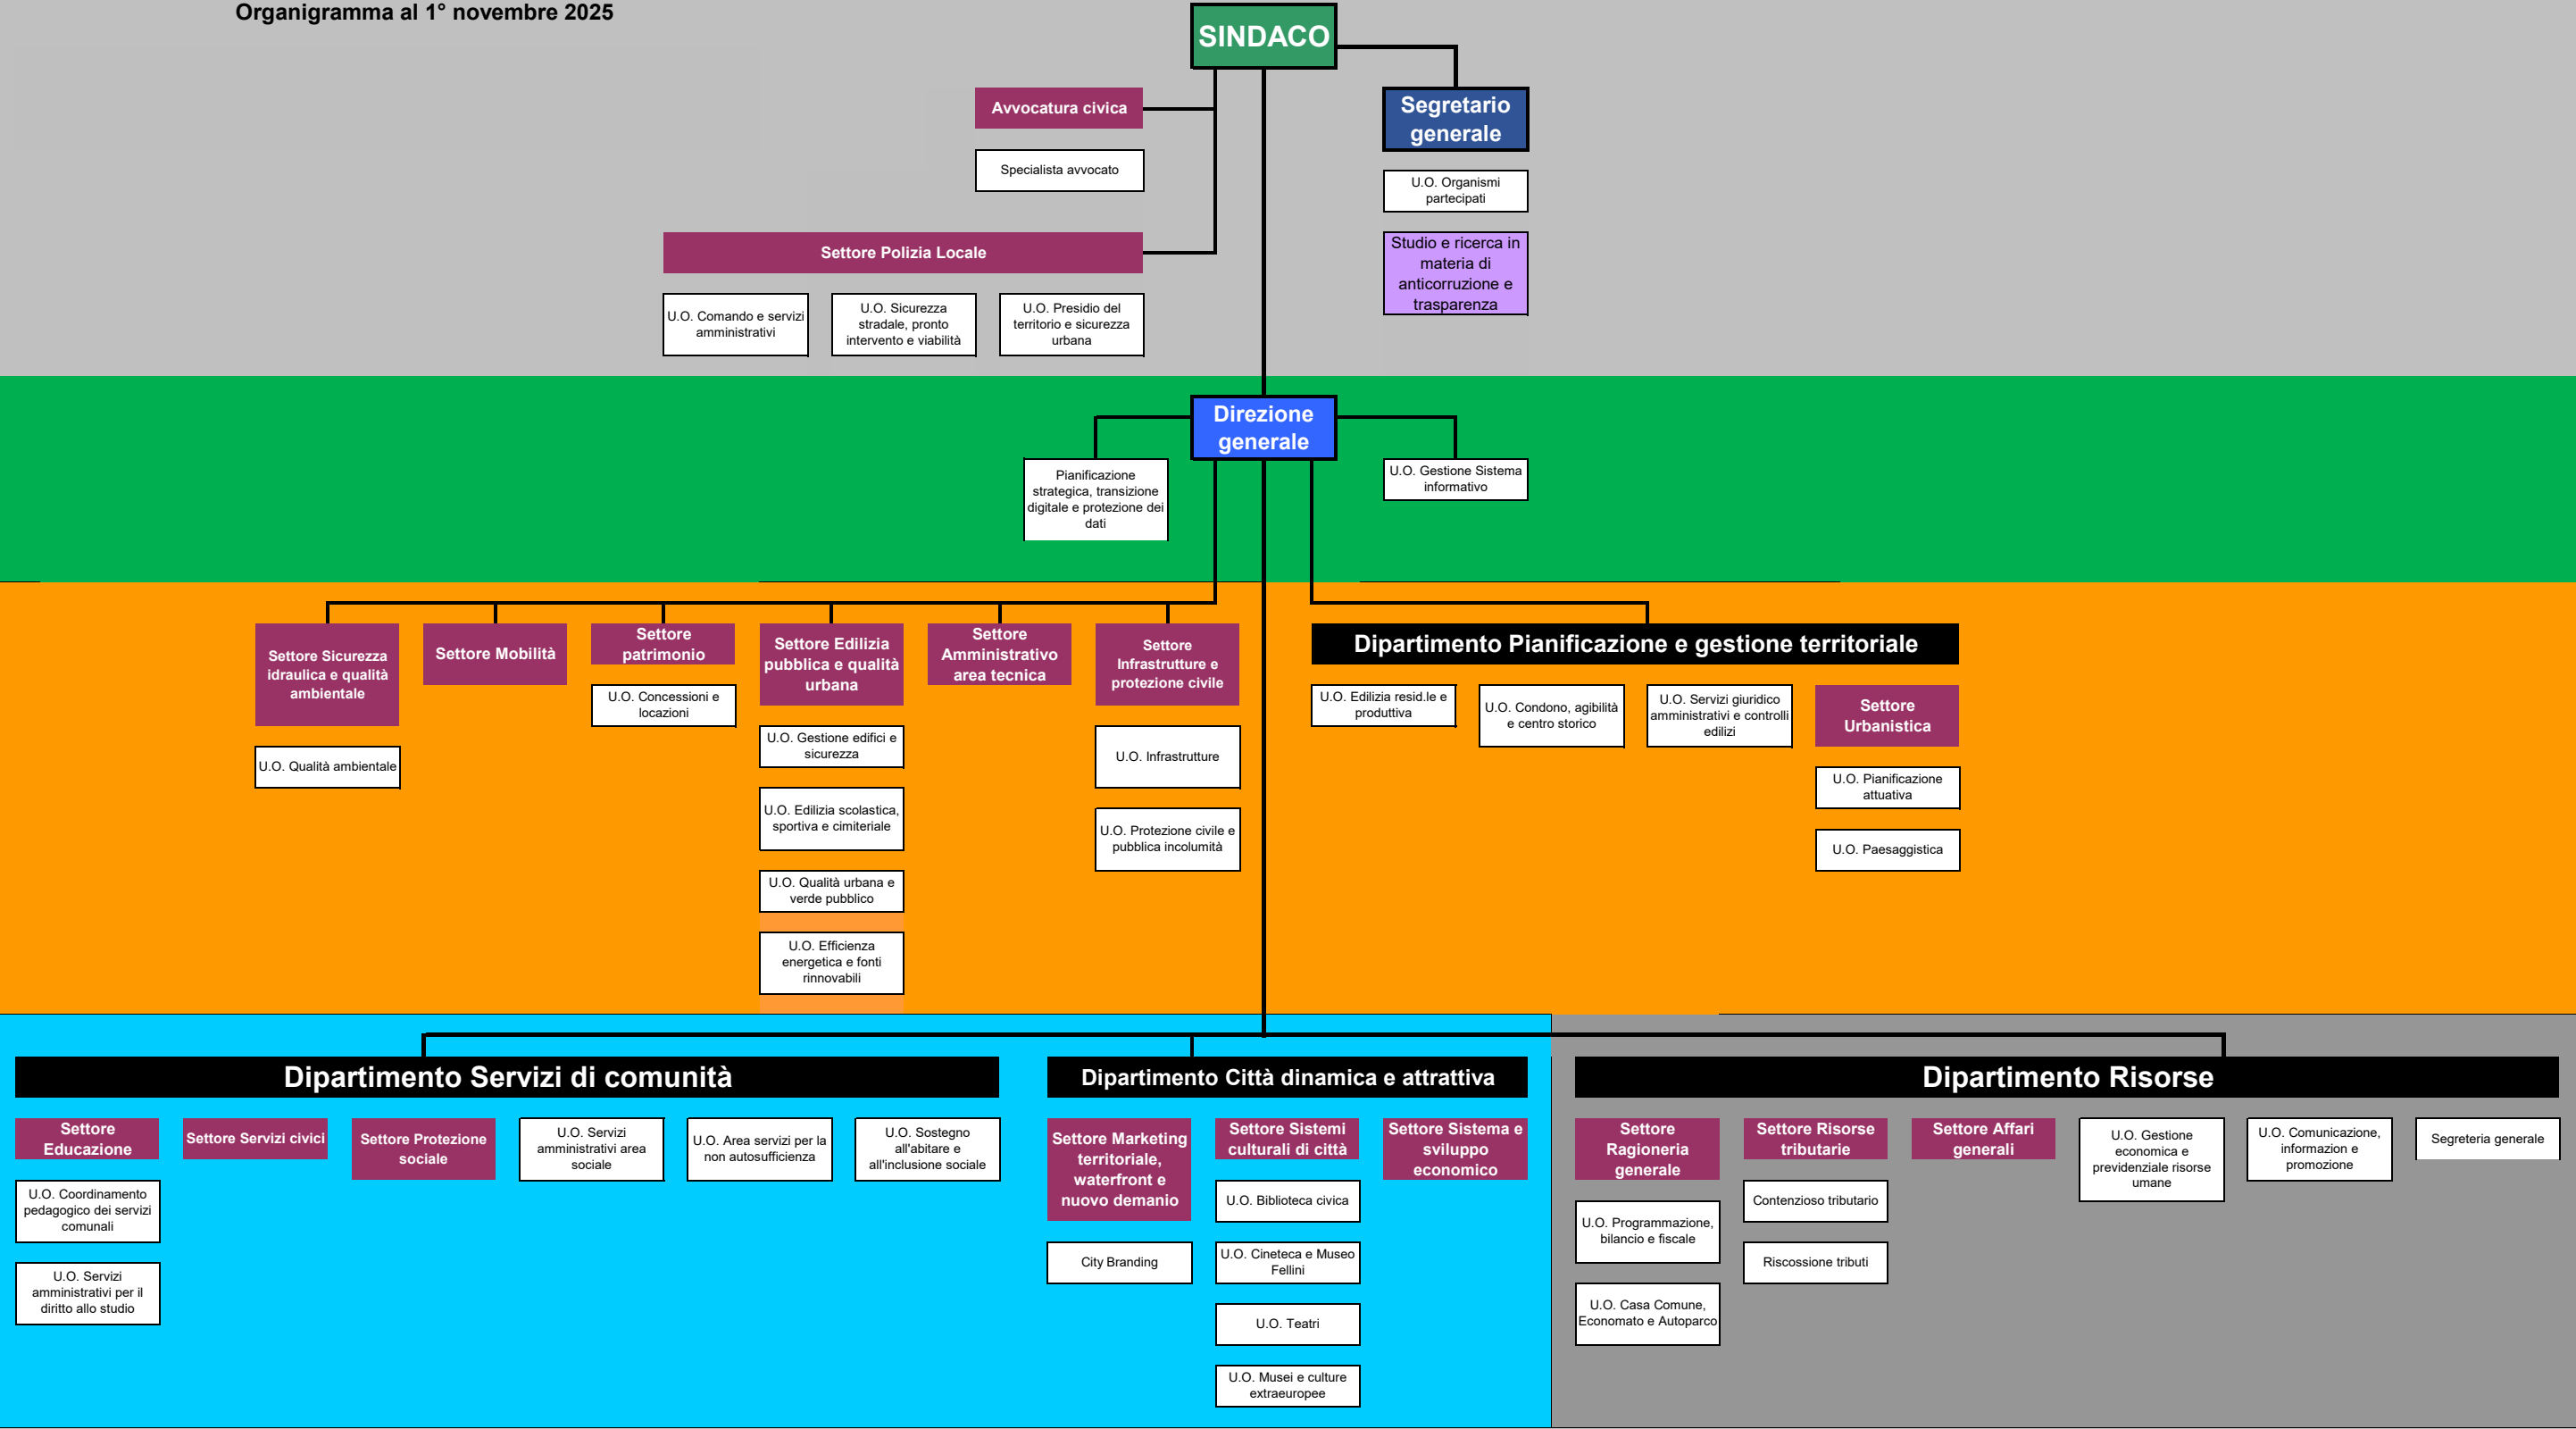 Organigramma al 1° novembre 2025
SINDACO
Avvocatura civica
Specialista avvocato
Segretario
generale
U.O. Organismi
partecipati
Studio e ricerca in
materia di
anticorruzione e
trasparenza
Settore Polizia Locale
U.O. Comando e servizi
amministrativi
U.O. Sicurezza
stradale, pronto
intervento e viabilità
U.O. Presidio del
territorio e sicurezza
urbana
Direzione
generale
Pianificazione
strategica, transizione
digitale e protezione dei
dati
U.O. Gestione Sistema
informativo
Settore Sicurezza
idraulica e qualità
ambientale
U.O. Qualità ambientale
Settore Mobilità
Settore
patrimonio
U.O. Concessioni e
locazioni
Settore Edilizia
pubblica e qualità
urbana
U.O. Gestione edifici e
sicurezza
U.O. Edilizia scolastica,
sportiva e cimiteriale
U.O. Qualità urbana e
verde pubblico
U.O. Efficienza
energetica e fonti
rinnovabili
Settore
Amministrativo
area tecnica
Settore
Infrastrutture e
protezione civile
U.O. Infrastrutture
U.O. Protezione civile e
pubblica incolumità
Dipartimento Pianificazione e gestione territoriale
U.O. Edilizia resid.le e
produttiva
U.O. Condono, agibilità
e centro storico
U.O. Servizi giuridico
amministrativi e controlli
edilizi
Settore
Urbanistica
U.O. Pianificazione
attuativa
U.O. Paesaggistica
Dipartimento Servizi di comunità
Settore
Educazione
U.O. Coordinamento
pedagogico dei servizi
comunali
U.O. Servizi
amministrativi per il
diritto allo studio
Settore Servizi civici
Settore Protezione
sociale
U.O. Servizi
amministrativi area
sociale
U.O. Area servizi per la
non autosufficienza
U.O. Sostegno
all'abitare e
all'inclusione sociale
Dipartimento Città dinamica e attrattiva
Settore Marketing
territoriale,
waterfront e
nuovo demanio
City Branding
Settore Sistemi
culturali di città
U.O. Biblioteca civica
U.O. Cineteca e Museo
Fellini
U.O. Teatri
U.O. Musei e culture
extraeuropee
Settore Sistema e
sviluppo
economico
Dipartimento Risorse
Settore
Ragioneria
generale
U.O. Programmazione,
bilancio e fiscale
U.O. Casa Comune,
Economato e Autoparco
Settore Risorse
tributarie
Contenzioso tributario
Riscossione tributi
Settore Affari
generali
U.O. Gestione
economica e
previdenziale risorse
umane
U.O. Comunicazione,
informazion e
promozione
Segreteria generale